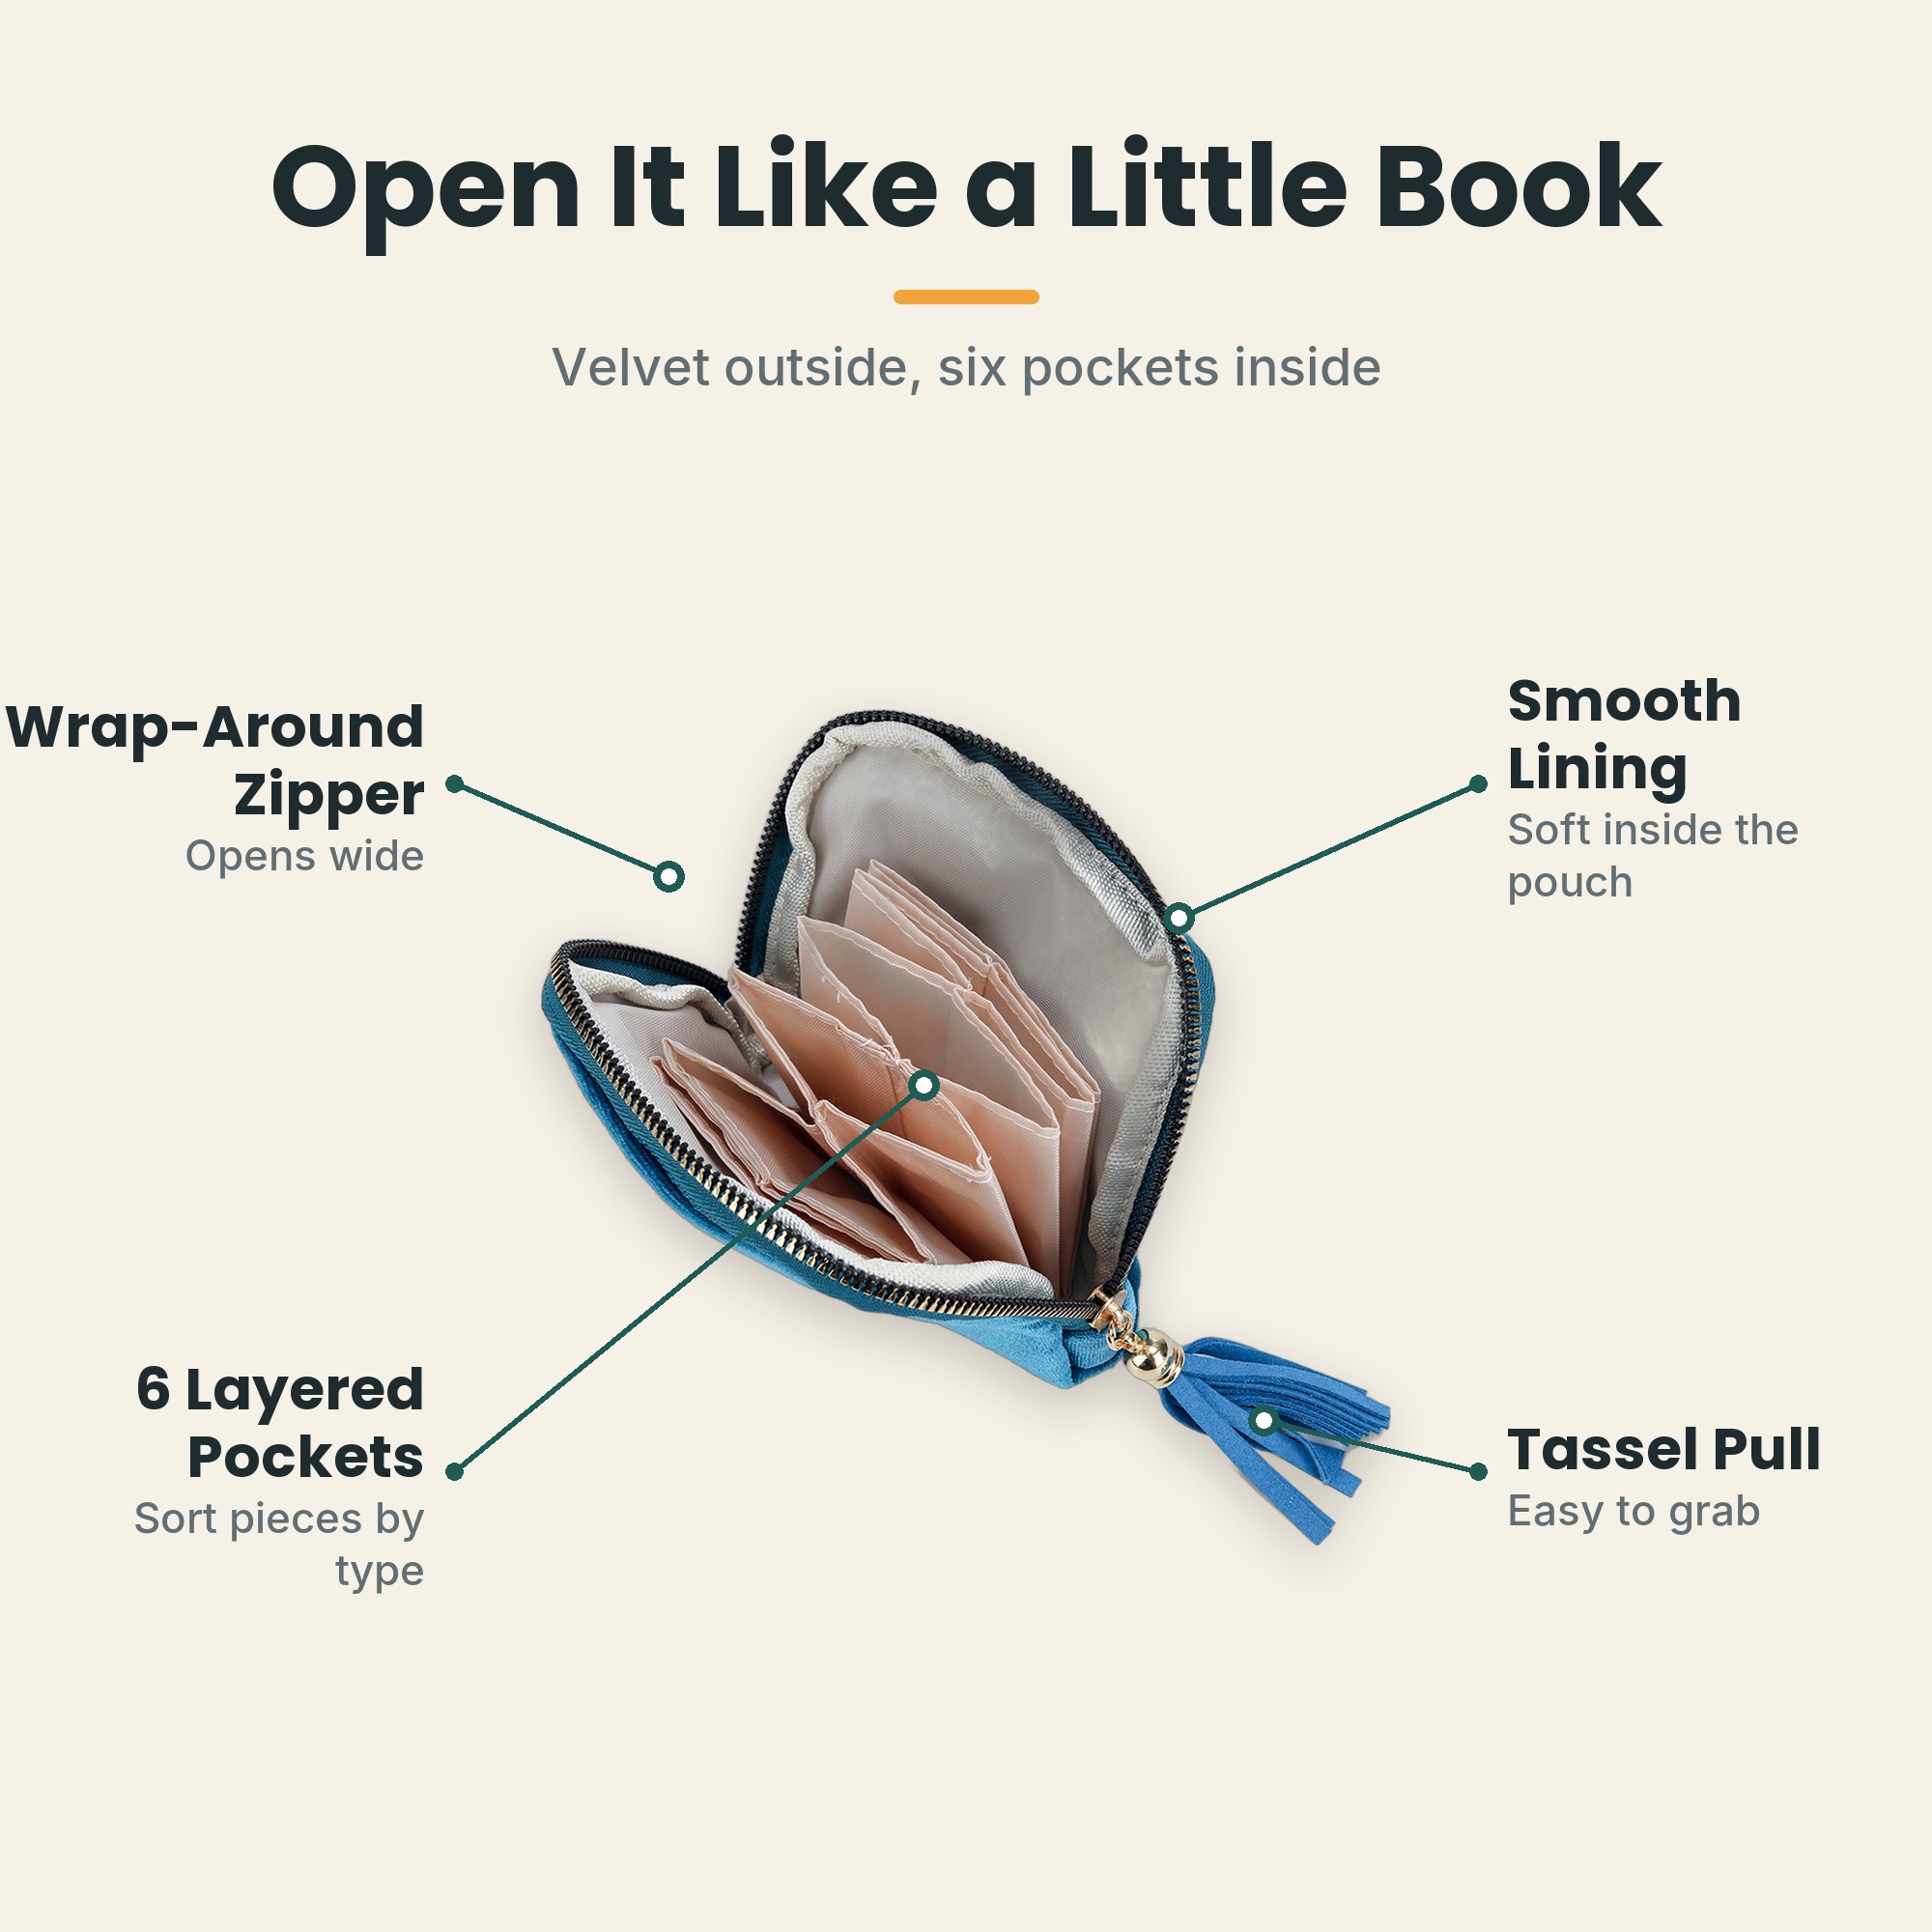 Open It Like a Little Book
Velvet outside, six pockets inside
Wrap-Around
Zipper
Opens wide
Smooth
Lining
Soft inside the
pouch
6 Layered
Pockets
Sort pieces by
type
Tassel Pull
Easy to grab